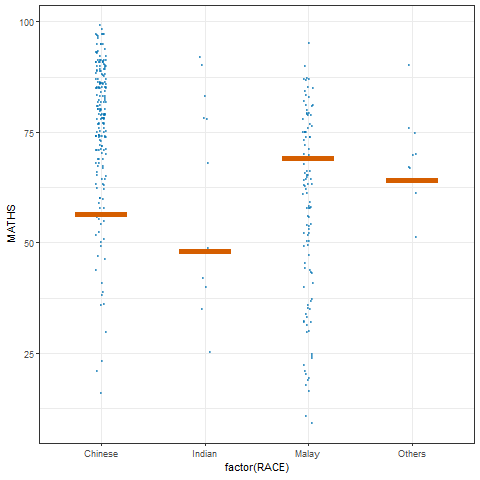 100
75
50
25
MATHS
Chinese
Indian
Malay
Others
factor(RACE)